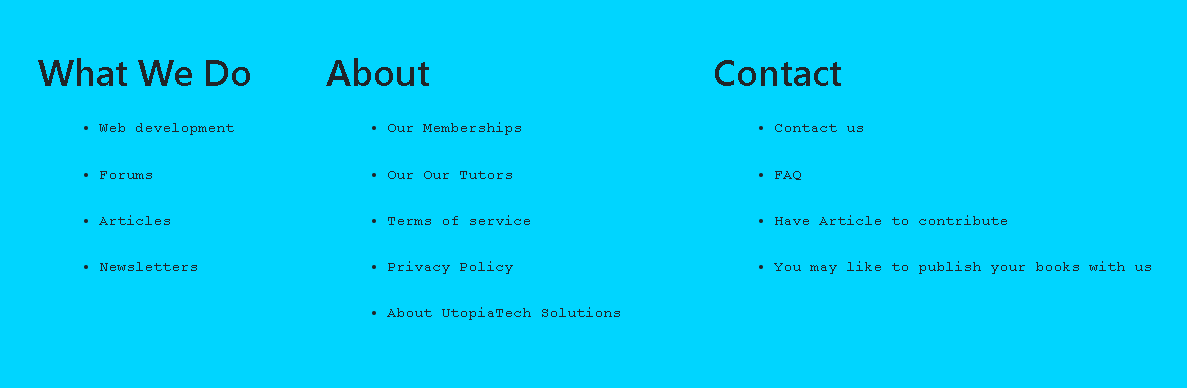 What We Do
• Web development
• Forums
• Articles
• Newsletters
About
• Our Memberships
• Our Our Tutors
• Terms of service
• Privacy Policy
• About UtopiaTech Solutions
Contact
• Contact us
• FAQ
• Have Article to contribute
• You may like to publish your books with us